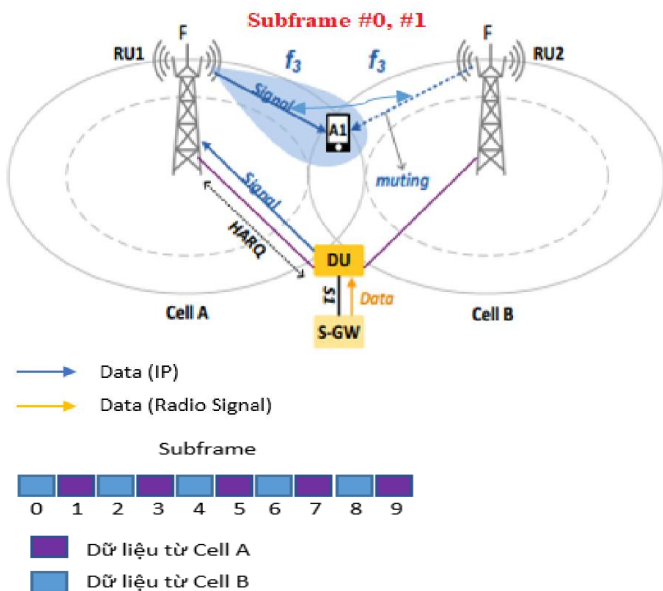 Subframe #0, #1
F
F
RU1
RU2
f3
f3
Signal
A1
muting
Signal
HARQ
DU
S1
Data
Cell A
Cell B
S-GW
Data (IP)
Data (Radio Signal)
Subframe
0 1 2 3 4 5 6 7 8 9
Dữ liệu từ Cell A
Dữ liệu từ Cell B